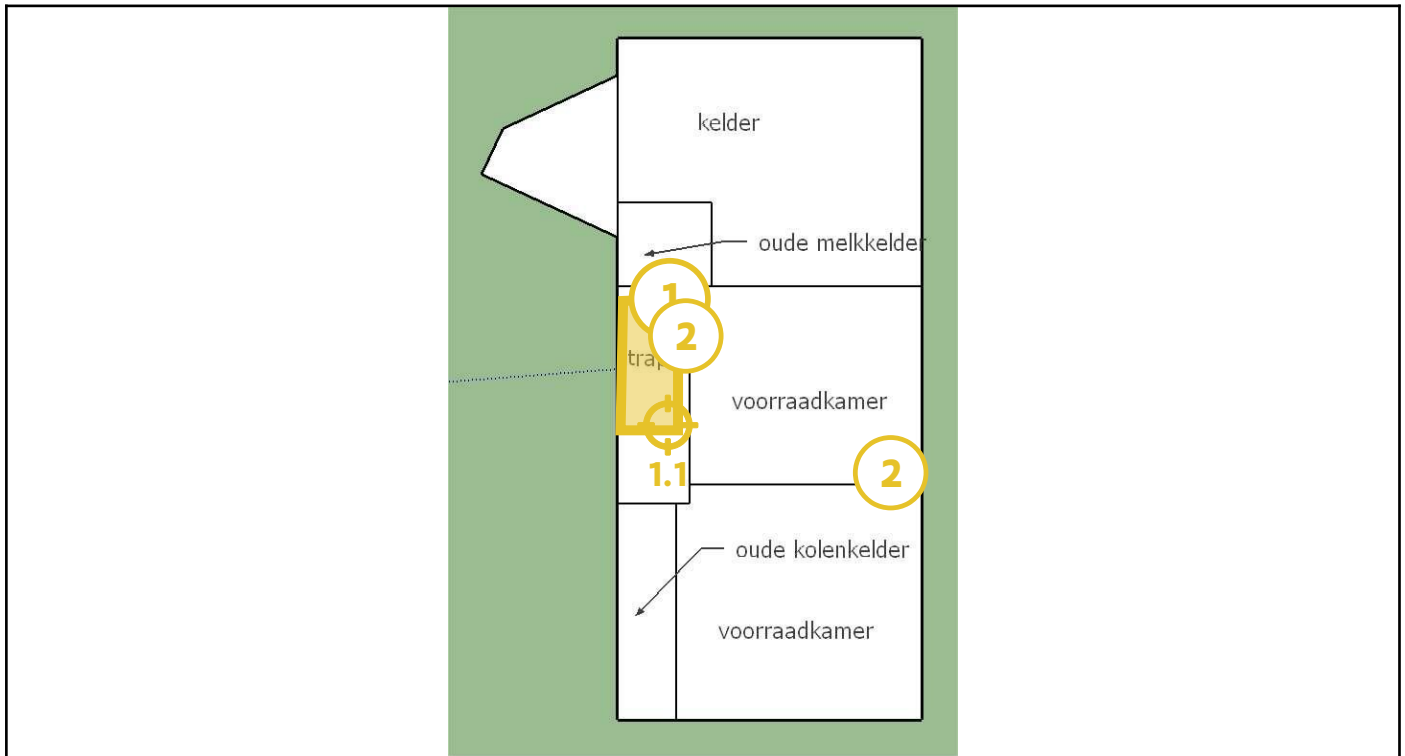 kelder
oude melkkelder
1
2
trap
voorraadkamer
2
1.1
oude kolenkelder
voorraadkamer